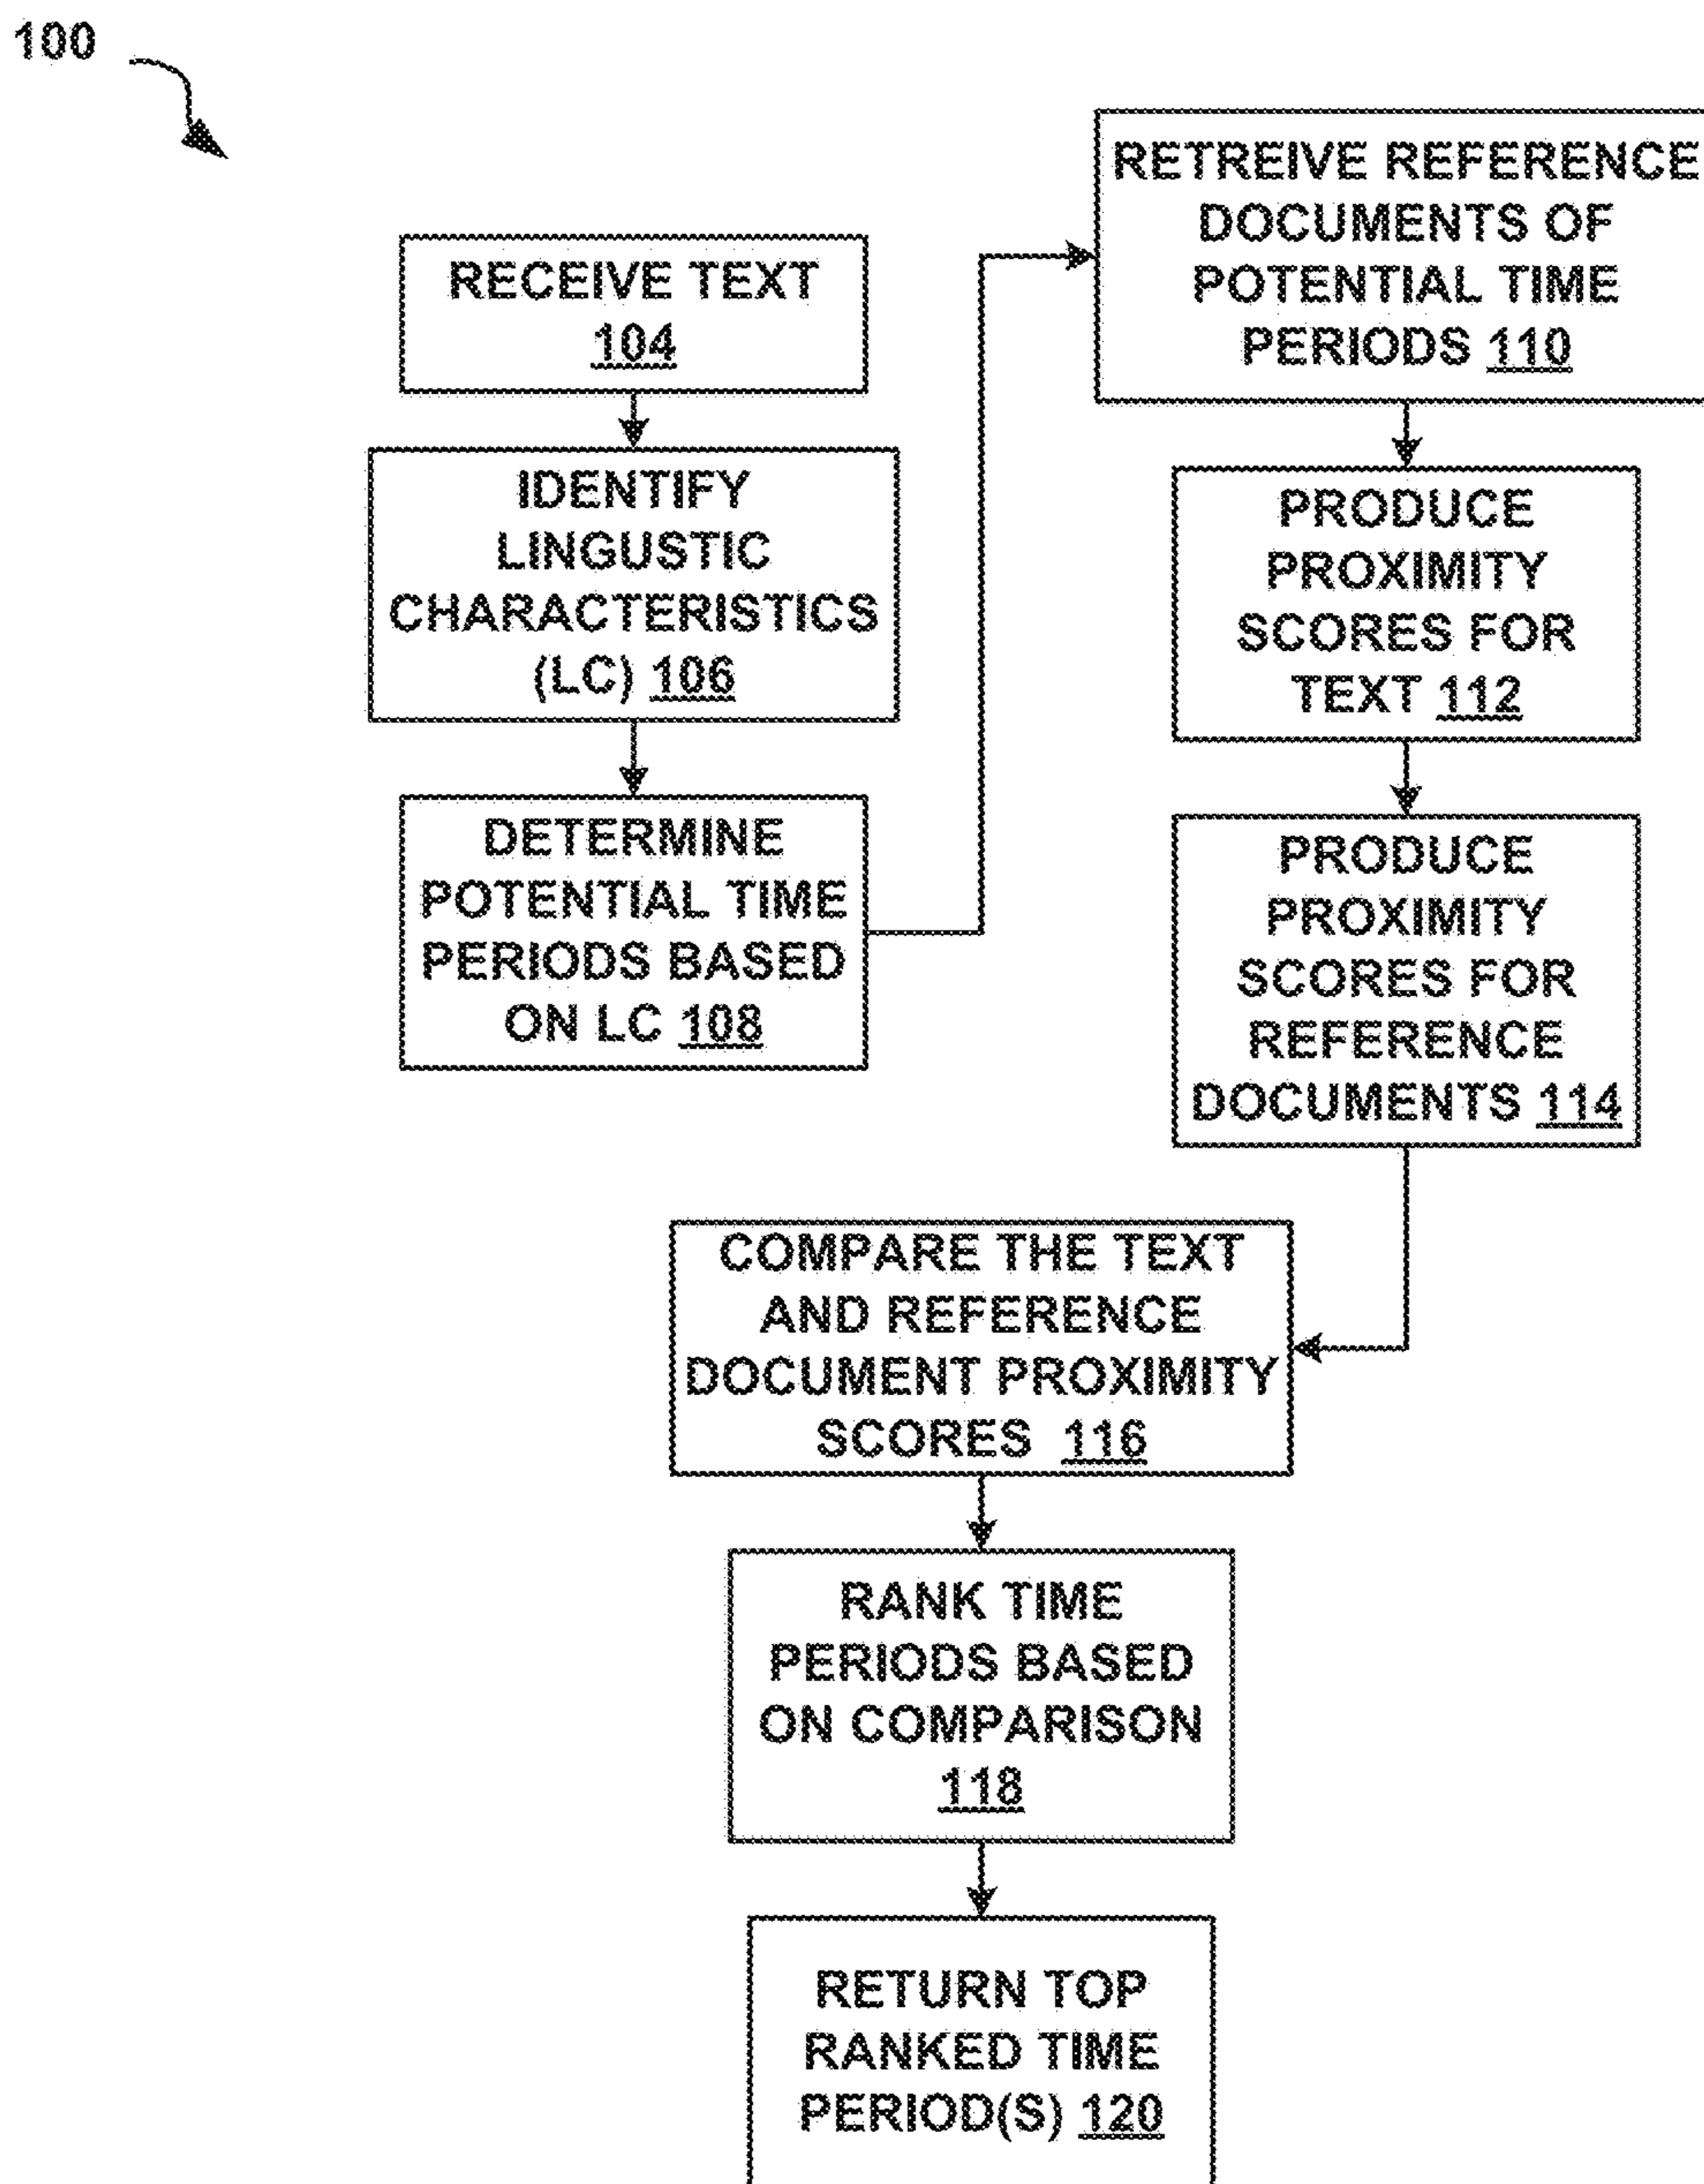 100
RECEIVE TEXT
104
IDENTIFY
LINGUSTIC
CHARACTERISTICS
(LC) 106
DETERMINE
POTENTIAL TIME
PERIODS BASED
ON LC 108
RETREIVE REFERENCE
DOCUMENTS OF
POTENTIAL TIME
PERIODS 110
PRODUCE
PROXIMITY
SCORES FOR
TEXT 112
PRODUCE
PROXIMITY
SCORES FOR
REFERENCE
DOCUMENTS 114
COMPARE THE TEXT
AND REFERENCE
DOCUMENT PROXIMITY
SCORES 116
RANK TIME
PERIODS BASED
ON COMPARISON
118
RETURN TOP
RANKED TIME
PERIOD(S) 120